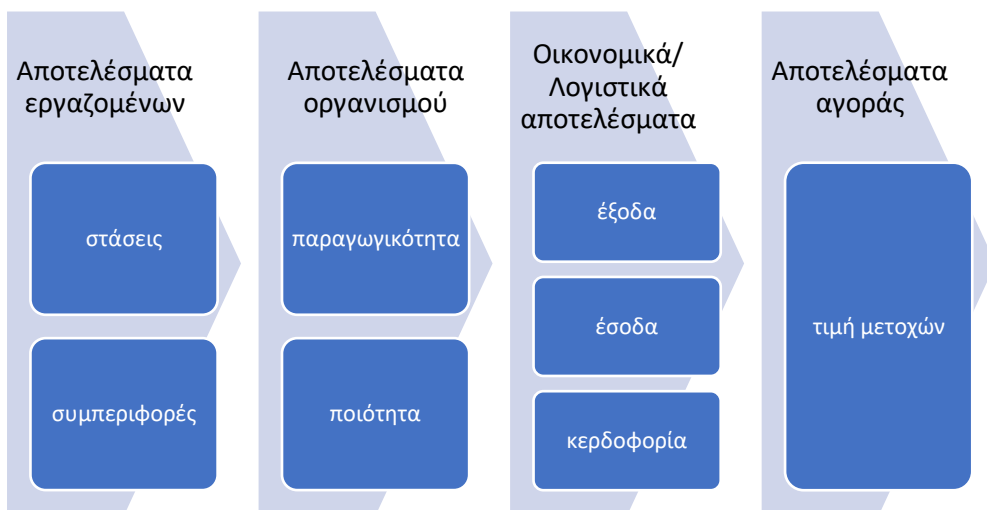 Αποτελέσματα
εργαζομένων
στάσεις
συμπεριφορές
Αποτελέσματα
οργανισμού
παραγωγικότητα
ποιότητα
Οικονομικά/
Λογιστικά
αποτελέσματα
έξοδα
έσοδα
κερδοφορία
Αποτελέσματα
αγοράς
τιμή μετοχών